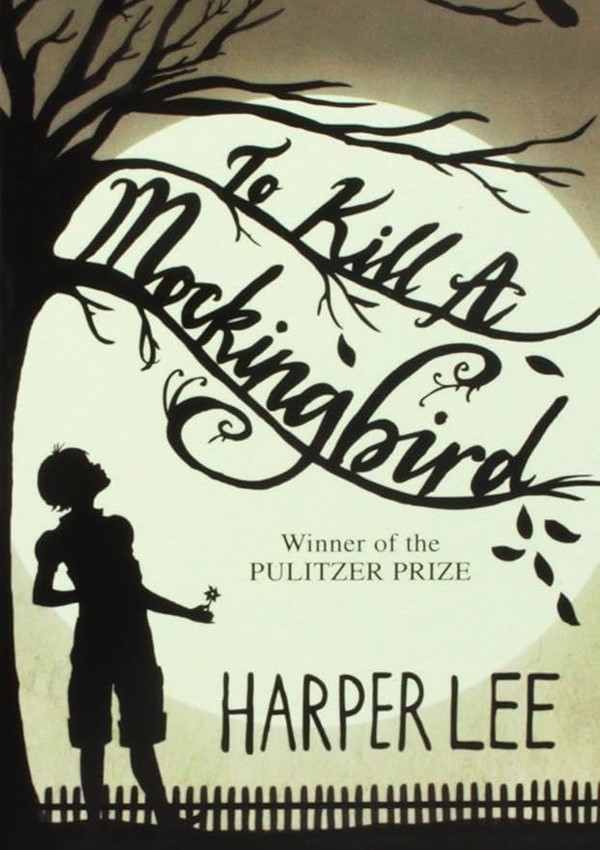 To Kill A
Mockingbird
Winner of the
PULITZER PRIZE
HARPER LEE